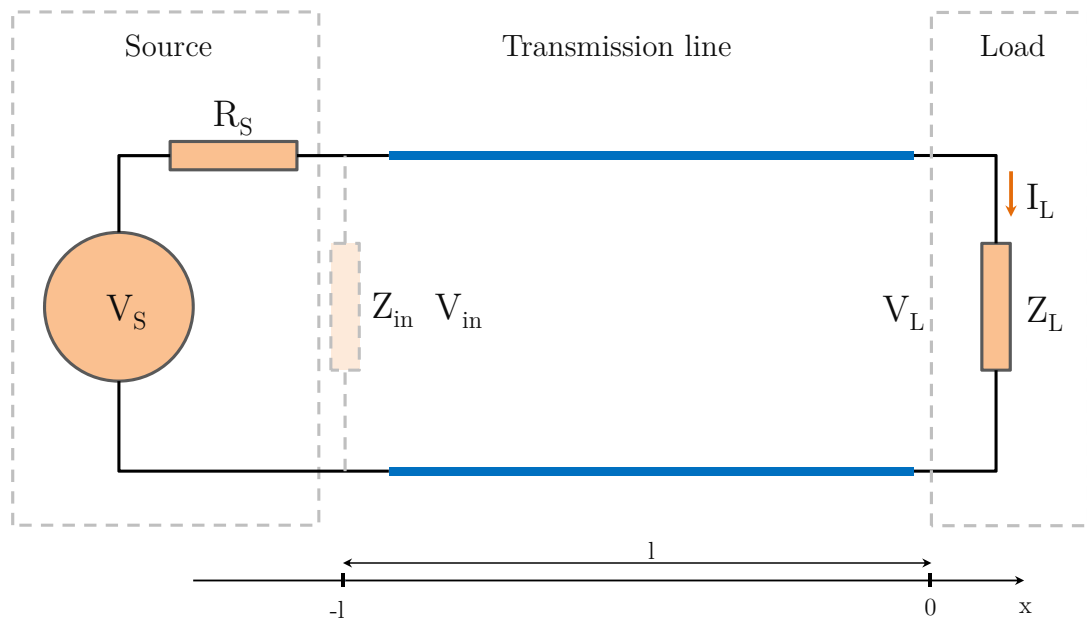 Source
Transmission line
Load
R_S
I_L
V_S
Z_in
V_in
V_L
Z_L
l
-l
0
x